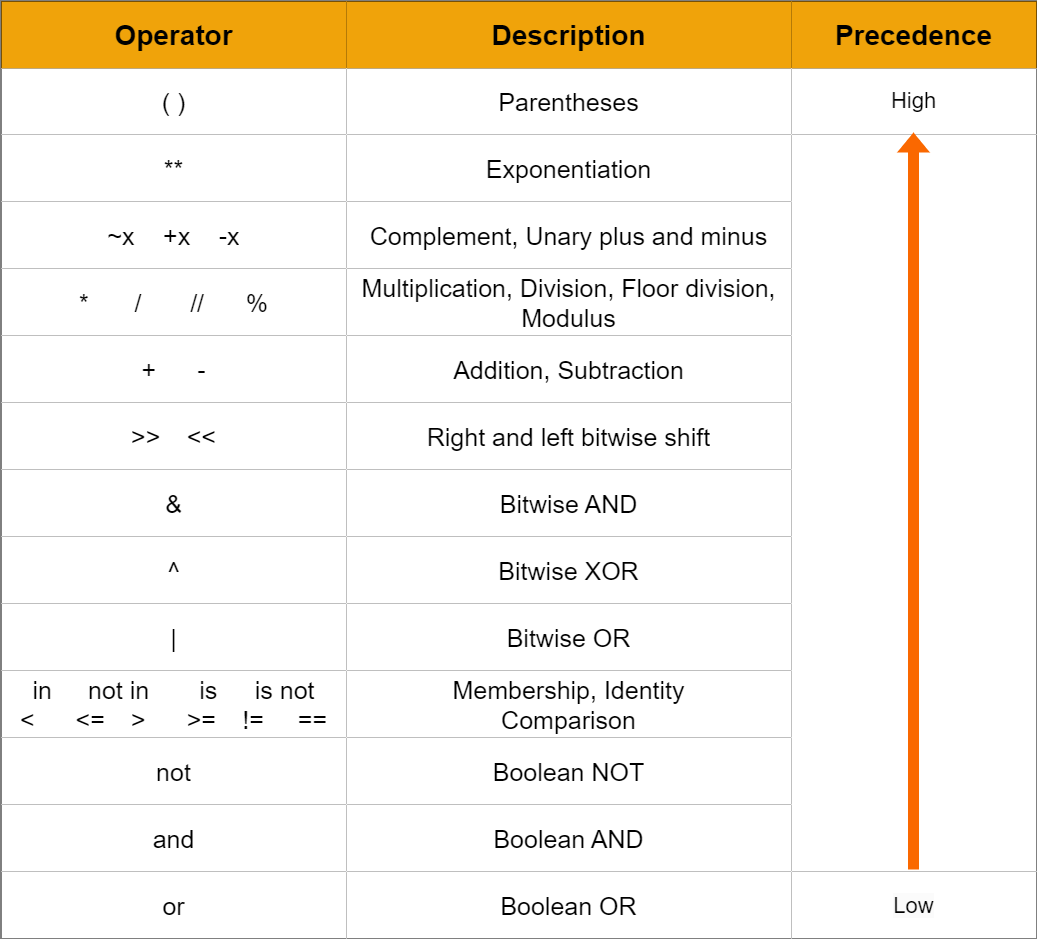 Operator Description Precedence
( ) Parentheses High
** Exponentiation
~x +x -x Complement, Unary plus and minus
* / // % Multiplication, Division, Floor division,
Modulus
+ - Addition, Subtraction
>> << Right and left bitwise shift
& Bitwise AND
^ Bitwise XOR
| Bitwise OR
in not in is is not Membership, Identity
< <= > >= != == Comparison
not Boolean NOT
and Boolean AND
or Boolean OR Low